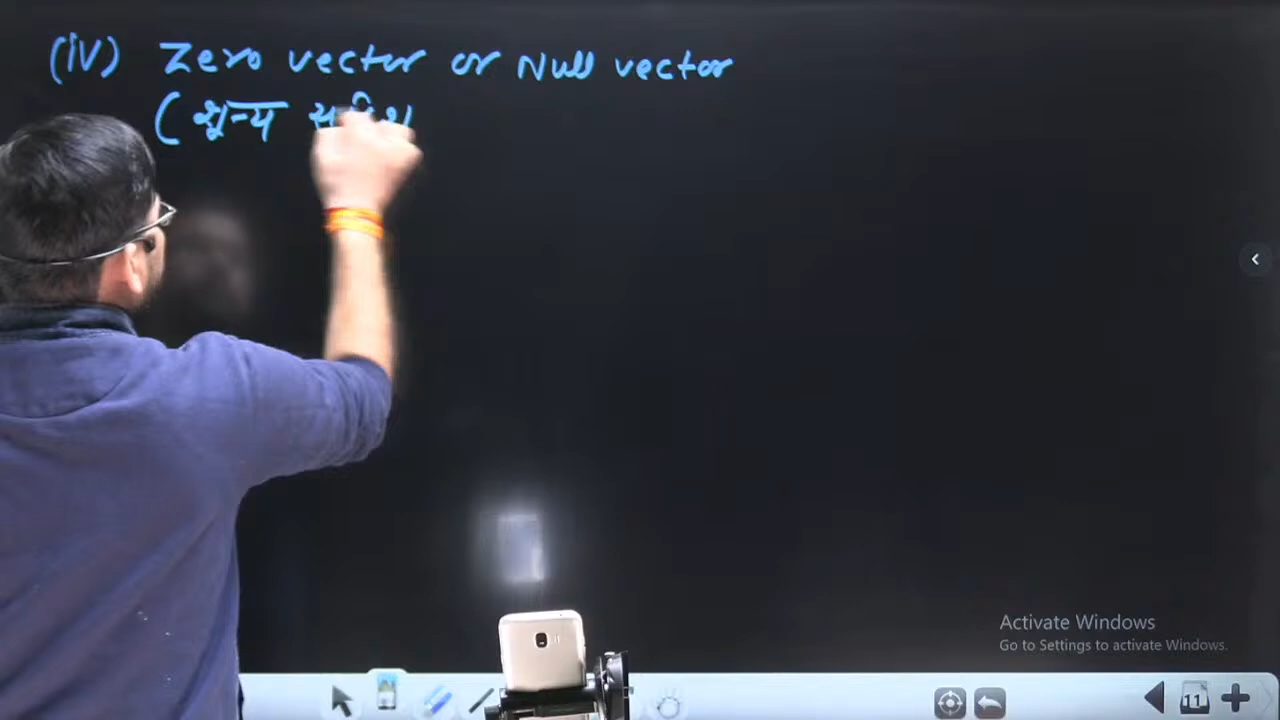 (iv) Zero vector or Null vector
( शून्य
Activate Windows
Go to Settings to activate Windows.
11